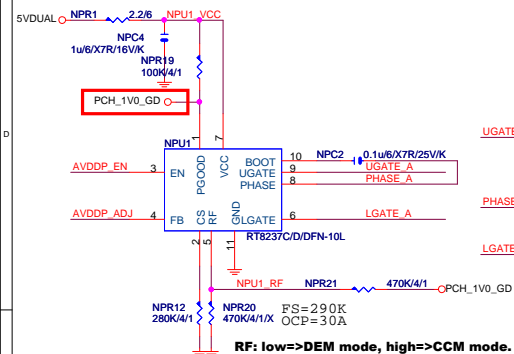 5VDUAL NPR1 2.2/6 NPU1_VCC
NPC4
1u/6/X7R/16V/K
NPR19
100K/4/1
PCH_1V0_GD
D
NPU1 1 7
AVDDP_EN 3 EN PGOOD VCC BOOT 10 NPC2 0.1u/6/X7R/25V/K
UGATE 9 UGATE_A
PHASE 8 PHASE_A
AVDDP_ADJ 4 FB CS RF GND LGATE 6 LGATE_A
RT8237C/D/DFN-10L
2 5 11
UGATE
PHASE
LGATE
NPU1_RF NPR21 470K/4/1 PCH_1V0_GD
NPR12
280K/4/1
NPR20
470K/4/1/X
FS=290K
OCP=30A
RF: low=>DEM mode, high=>CCM mode.